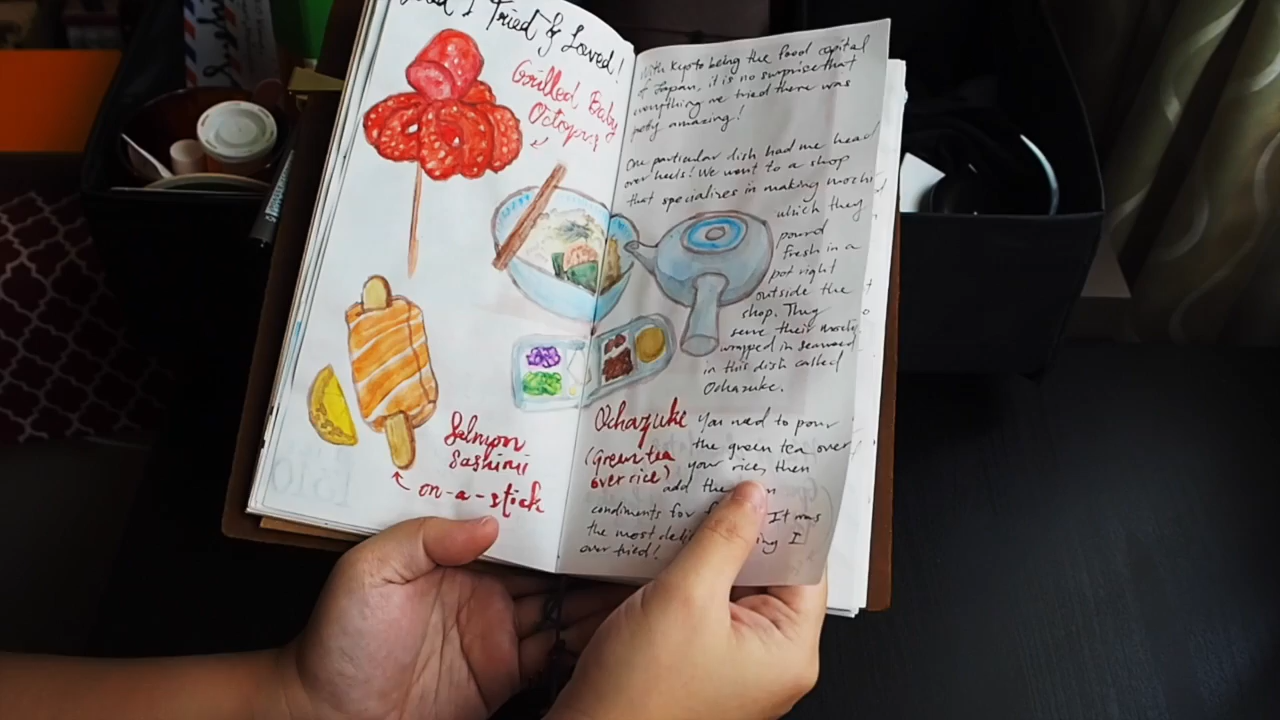 I Tried & Loved!
Grilled Baby
Octopus
Salmon
Sashimi
on-a-stick
With Kyoto being the food capital
of Japan, it is no surprise that
everything we tried there was
amazing!
One particular dish had me head
over heels! We went to a shop
that specializes in making mochi
which they
pound
fresh in a
pot right
outside the
shop. They
serve their mochi
wrapped in seaweed
in this dish called
Ochazuke.
Ochazuke
(Green tea
over rice)
You need to pour
the green tea over
your rice, then
add the
condiments for
It was
the most
I
ever tried!